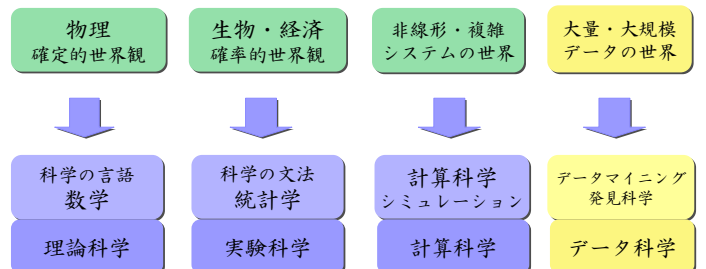 物理
確定的世界観
生物・経済
確率的世界観
非線形・複雑
システムの世界
大量・大規模
データの世界
科学の言語
数学
科学の文法
統計学
計算科学
シミュレーション
データマイニング
発見科学
理論科学
実験科学
計算科学
データ科学